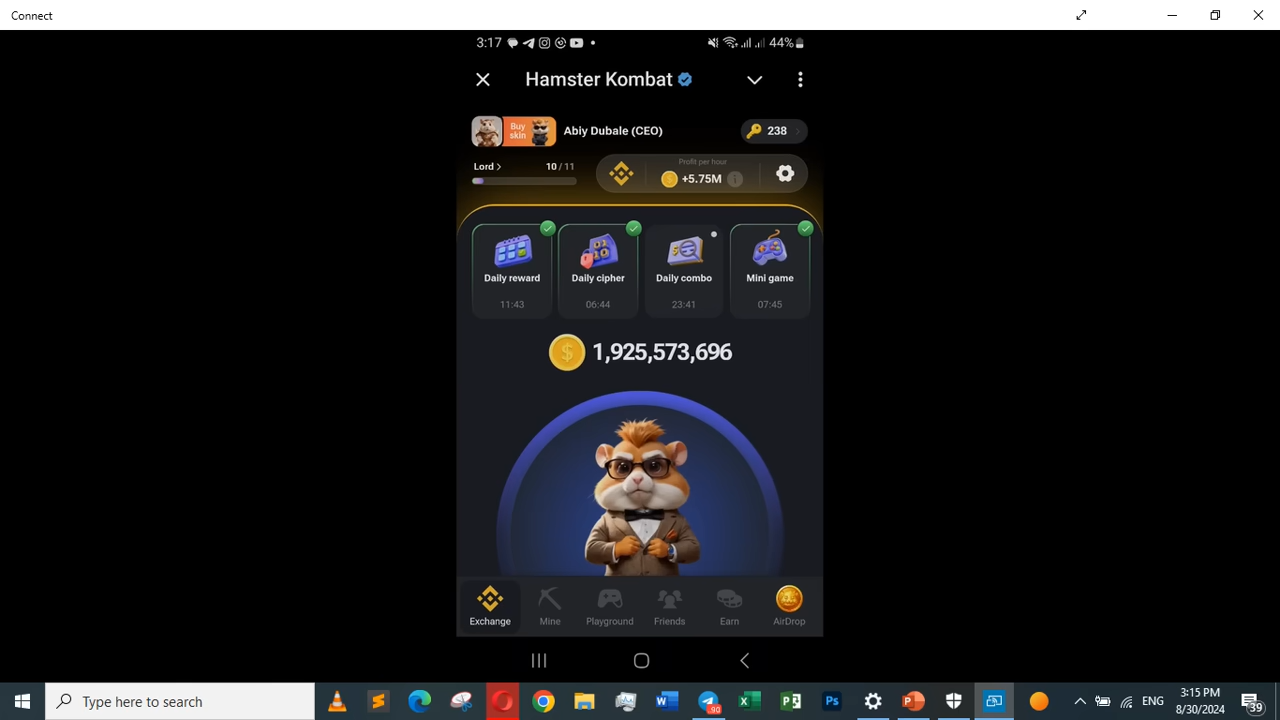 Connect
3:17
44%
Hamster Kombat
Buy skin
Abiy Dubale (CEO)
238
Lord >
10 / 11
Profit per hour
+5.75M
Daily reward
11:43
Daily cipher
06:44
Daily combo
23:41
Mini game
07:45
1,925,573,696
Exchange
Mine
Playground
Friends
Earn
AirDrop
Type here to search
90
ENG
3:15 PM
8/30/2024
39